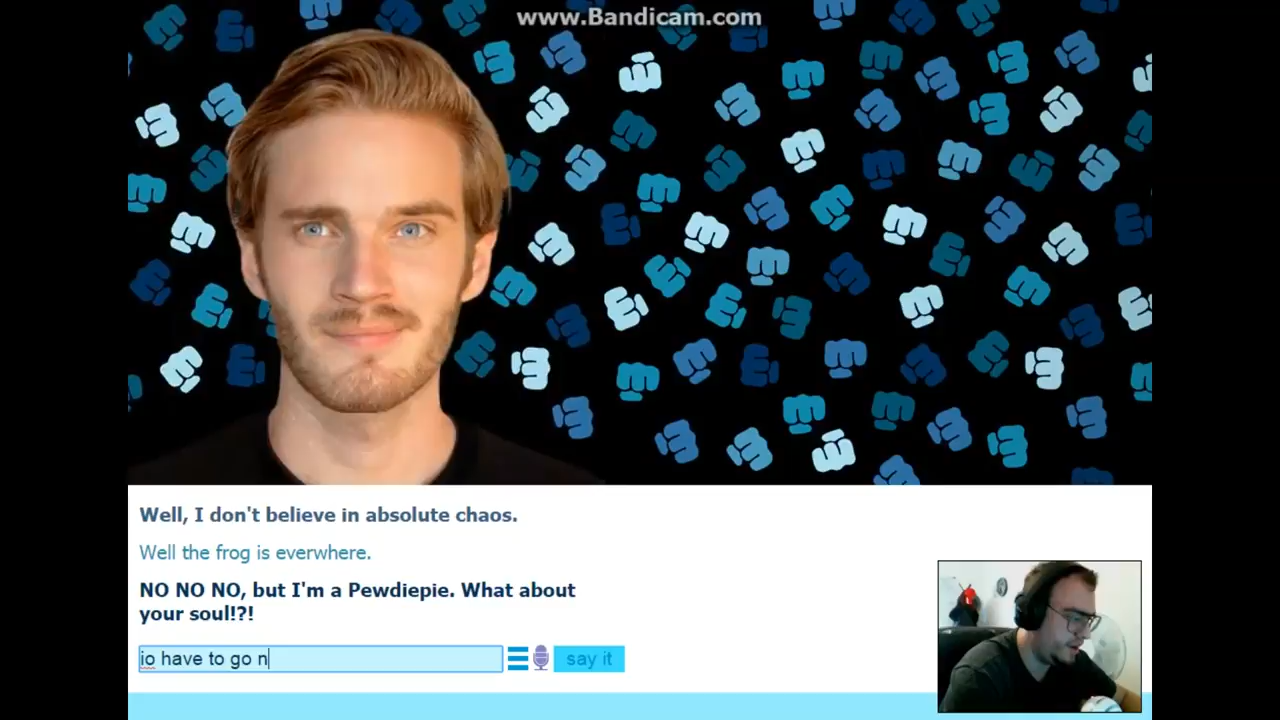 www.Bandicam.com
Well, I don't believe in absolute chaos.
Well the frog is everwhere.
NO NO NO, but I'm a Pewdiepie. What about
your soul!?!
io have to go n
say it